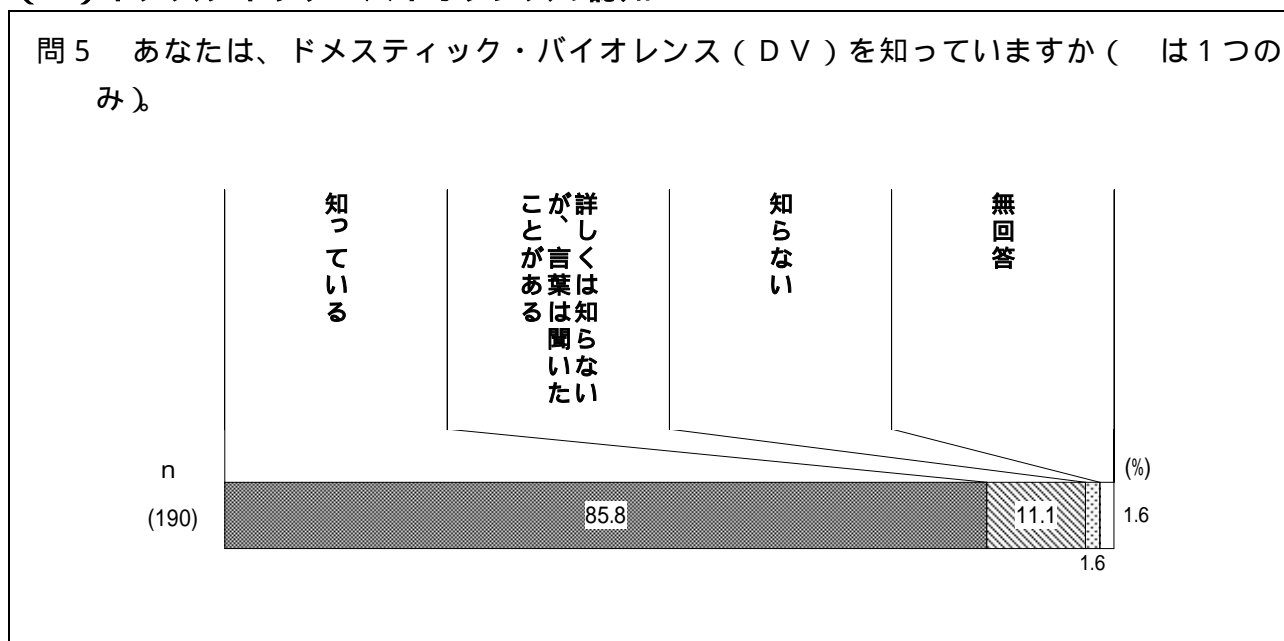 問5 あなたは、ドメスティック・バイオレンス(DV)を知っていますか( は1つの
み)。
知っている
詳しくは知らない
が、言葉は聞いた
ことがある
知らない
無回答
n
(%)
(190)
85.8
11.1
1.6
1.6